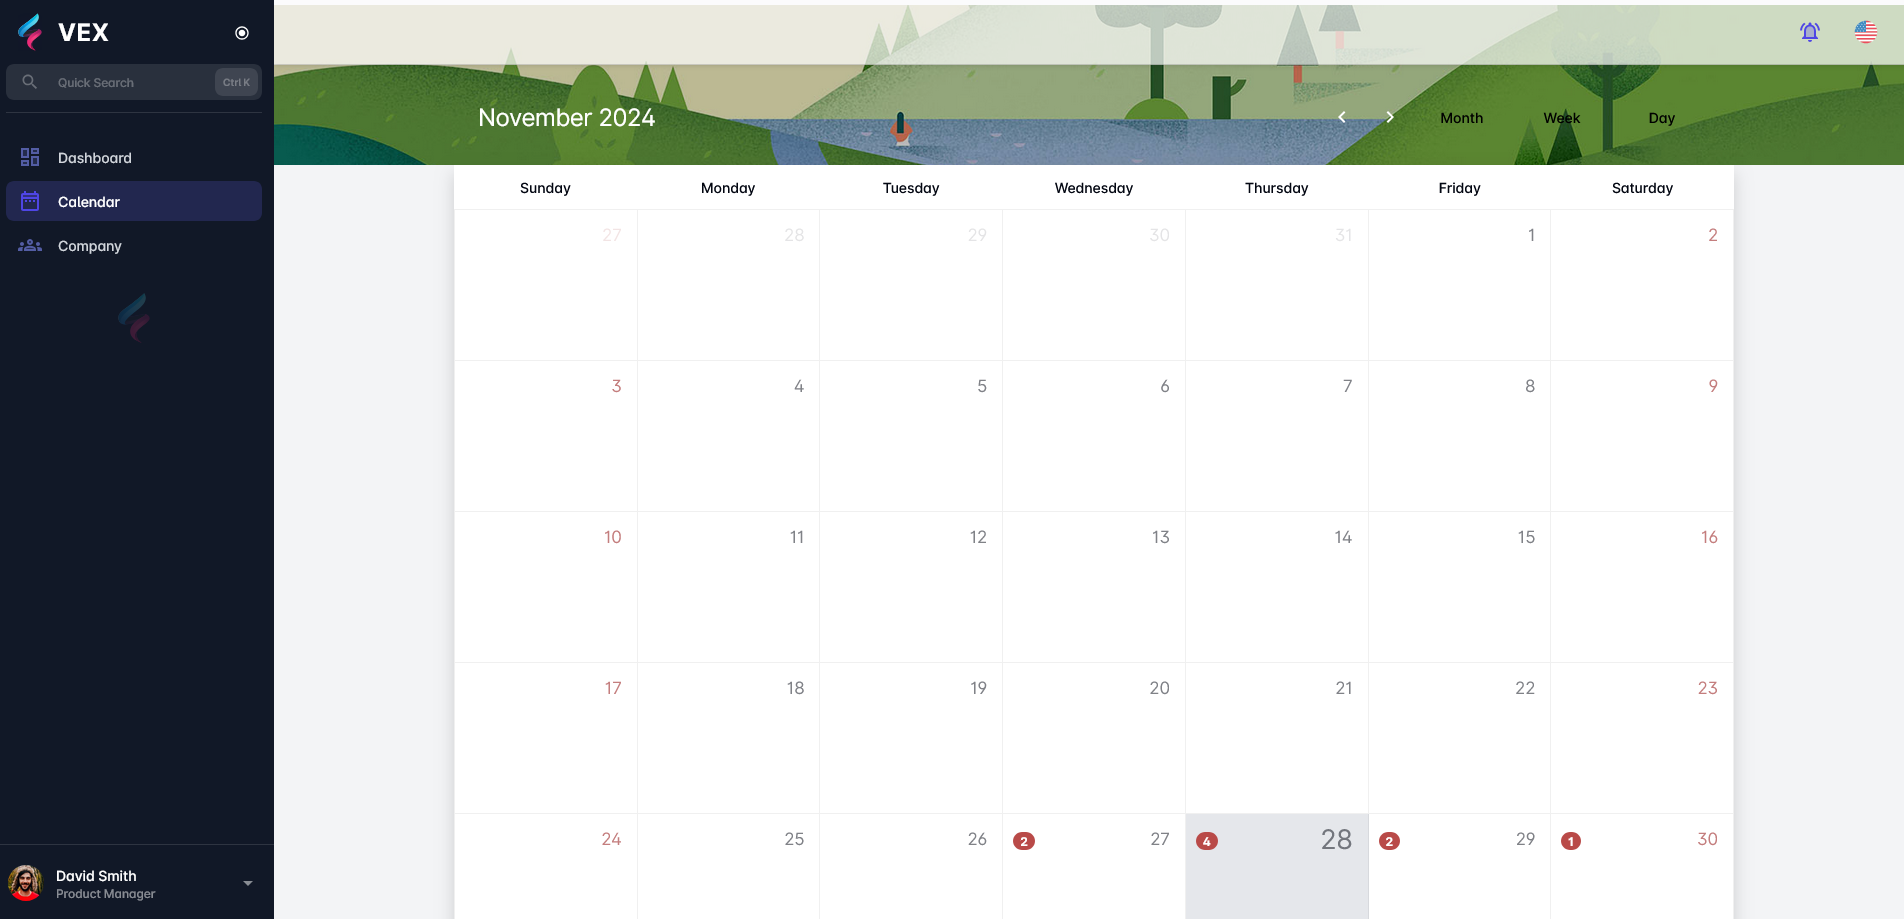 VEX
Quick Search Ctrl K
Dashboard
Calendar
Company
David Smith
Product Manager
November 2024 Month Week Day
Sunday Monday Tuesday Wednesday Thursday Friday Saturday
27 28 29 30 31 1 2
3 4 5 6 7 8 9
10 11 12 13 14 15 16
17 18 19 20 21 22 23
24 25 26 2 27 4 28 2 29 1 30